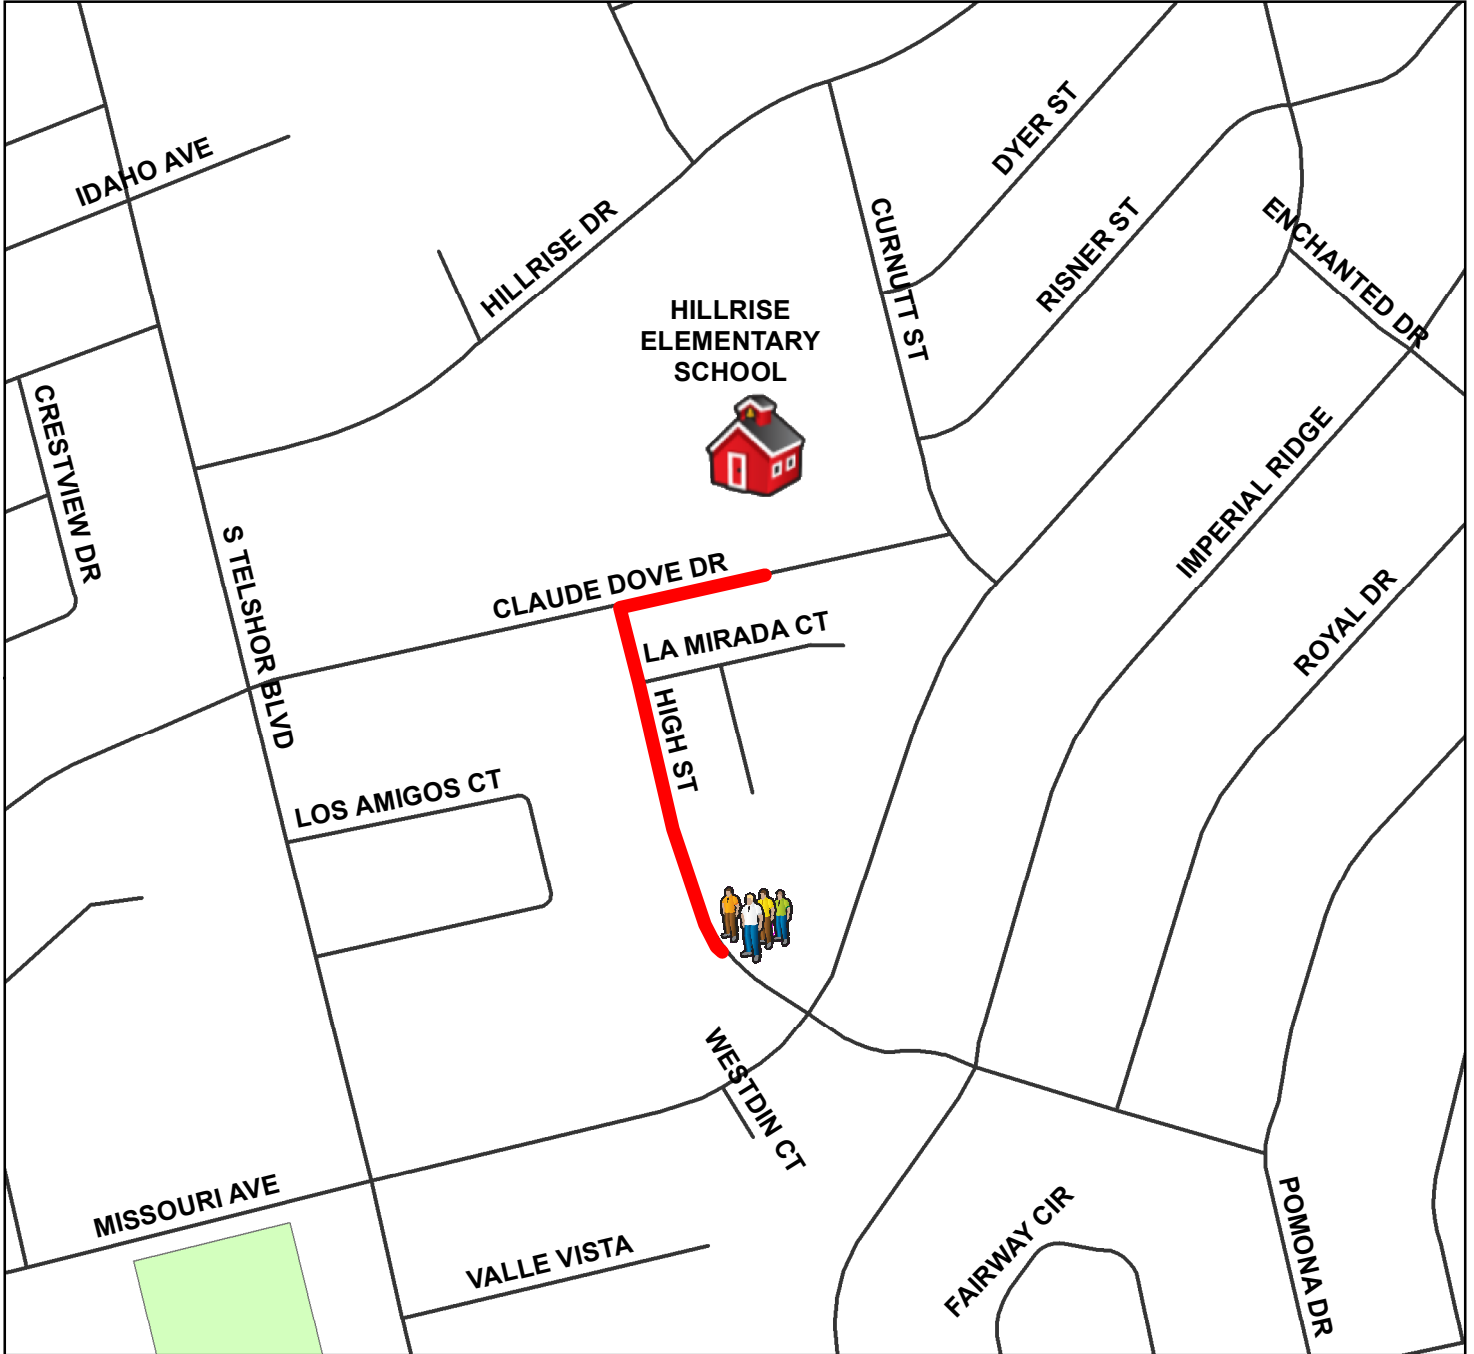 DYER ST
IDAHO AVE
HILLRISE DR
CURNUTT ST
RISNER ST
ENCHANTED DR
HILLRISE
ELEMENTARY
SCHOOL
CRESTVIEW DR
IMPERIAL RIDGE
S TELSHOR BLVD
CLAUDE DOVE DR
ROYAL DR
LA MIRADA CT
HIGH ST
LOS AMIGOS CT
WESTDIN CT
MISSOURI AVE
VALLE VISTA
FAIRWAY CIR
POMONA DR